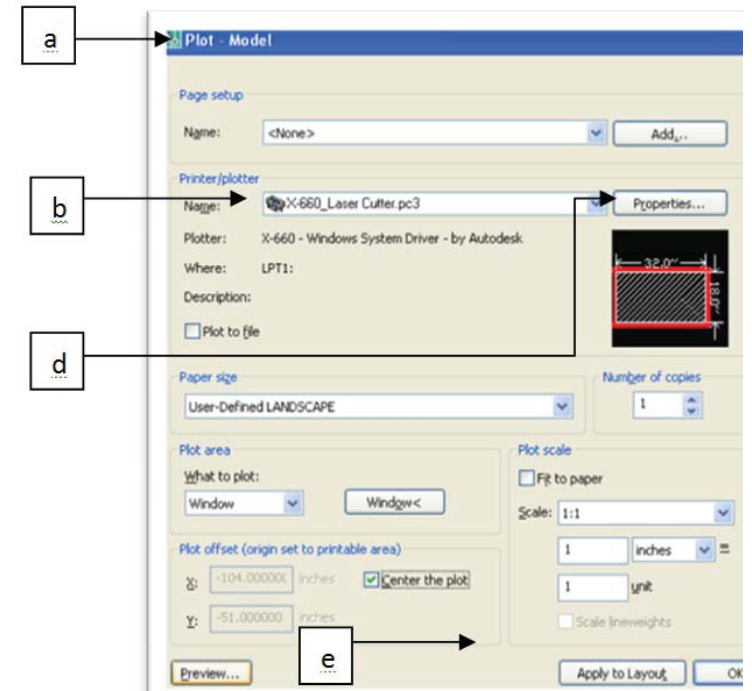 a
Plot - Model
Page setup
Name: <None> Add...
Printer/plotter
b
Name: X-660_Laser Cutter.pc3 Properties...
Plotter: X-660 - Windows System Driver - by Autodesk
Where: LPT1:
32.0″
18.0″
Description:
Plot to file
d
Paper size
Number of copies
User-Defined LANDSCAPE
1
Plot area
Plot scale
What to plot:
Fit to paper
Window Window<
Scale: 1:1
Plot offset (origin set to printable area)
1 inches =
X: -104.00000 inches Center the plot
1 unit
Y: -51.000000 inches
Scale lineweights
e
Preview... Apply to Layout OK